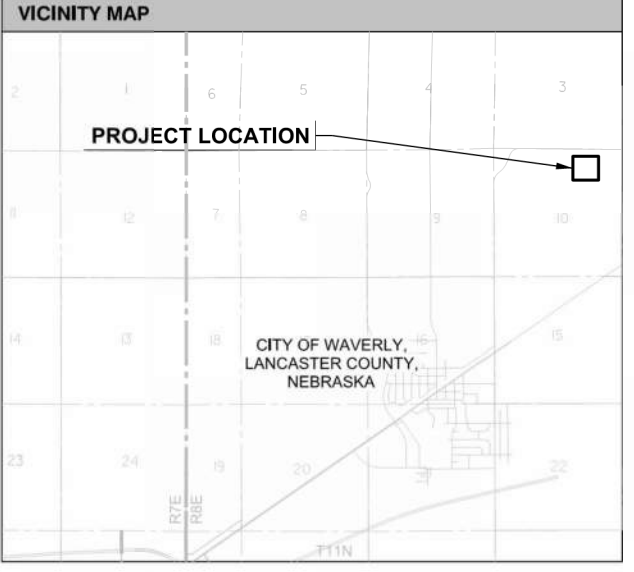 VICINITY MAP
2
1
6
5
4
3
PROJECT LOCATION
11
12
7
8
9
10
14
13
18
16
15
CITY OF WAVERLY,
LANCASTER COUNTY,
NEBRASKA
23
24
19
20
22
R7E
R8E
T11N